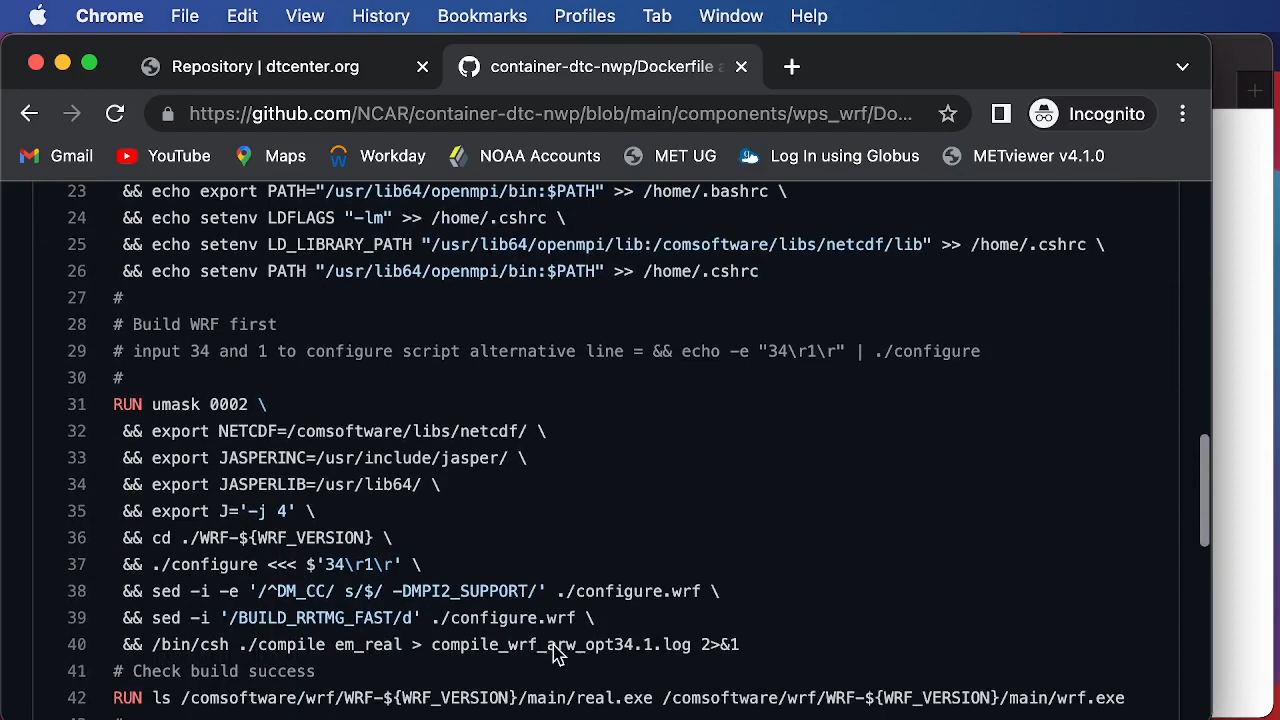 Chrome File Edit View History Bookmarks Profiles Tab Window Help
Repository | dtcenter.org container-dtc-nwp/Dockerfile a
https://github.com/NCAR/container-dtc-nwp/blob/main/components/wps_wrf/Do... Incognito
Gmail YouTube Maps Workday NOAA Accounts MET UG Log In using Globus METviewer v4.1.0
23 && echo export PATH="/usr/lib64/openmpi/bin:$PATH" >> /home/.bashrc \
24 && echo setenv LDFLAGS "-lm" >> /home/.cshrc \
25 && echo setenv LD_LIBRARY_PATH "/usr/lib64/openmpi/lib:/comsoftware/libs/netcdf/lib" >> /home/.cshrc \
26 && echo setenv PATH "/usr/lib64/openmpi/bin:$PATH" >> /home/.cshrc
27 #
28 # Build WRF first
29 # input 34 and 1 to configure script alternative line = && echo -e "34\r1\r" | ./configure
30 #
31 RUN umask 0002 \
32 && export NETCDF=/comsoftware/libs/netcdf/ \
33 && export JASPERINC=/usr/include/jasper/ \
34 && export JASPERLIB=/usr/lib64/ \
35 && export J='-j 4' \
36 && cd ./WRF-${WRF_VERSION} \
37 && ./configure <<< $'34\r1\r' \
38 && sed -i -e '/^DM_CC/ s/$/ -DMPI2_SUPPORT/' ./configure.wrf \
39 && sed -i '/BUILD_RRTMG_FAST/d' ./configure.wrf \
40 && /bin/csh ./compile em_real > compile_wrf_arw_opt34.1.log 2>&1
41 # Check build success
42 RUN ls /comsoftware/wrf/WRF-${WRF_VERSION}/main/real.exe /comsoftware/wrf/WRF-${WRF_VERSION}/main/wrf.exe